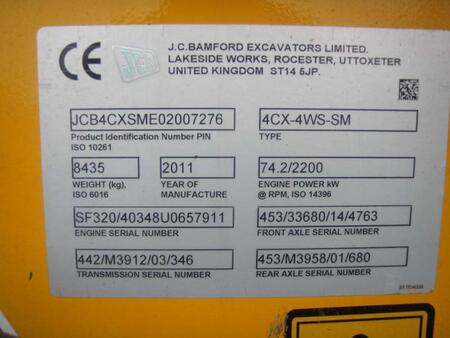 CE
JCB
J.C.BAMFORD EXCAVATORS LIMITED.
LAKESIDE WORKS, ROCESTER, UTTOXETER
UNITED KINGDOM ST14 5JP.
JCB4CXSME02007276
Product Identification Number PIN
ISO 10261
4CX-4WS-SM
TYPE
8435
WEIGHT (kg),
ISO 6016
2011
YEAR OF
MANUFACTURE
74.2/2200
ENGINE POWER kW
@ RPM, ISO 14396
SF320/40348U0657911
ENGINE SERIAL NUMBER
453/33680/14/4763
FRONT AXLE SERIAL NUMBER
442/M3912/03/346
TRANSMISSION SERIAL NUMBER
453/M3958/01/680
REAR AXLE SERIAL NUMBER